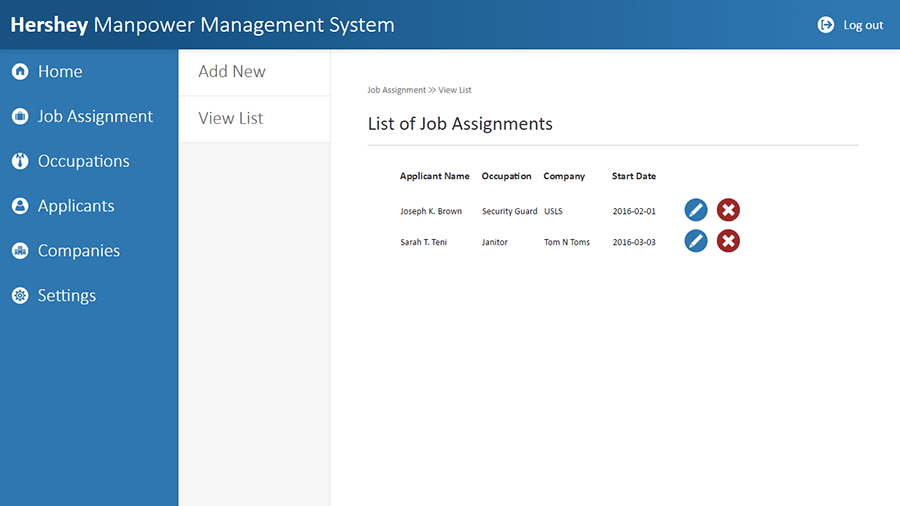 Hershey Manpower Management System
Log out
Home
Job Assignment
Occupations
Applicants
Companies
Settings
Add New
View List
Job Assignment >> View List
List of Job Assignments
Applicant Name Occupation Company Start Date
Joseph K. Brown Security Guard USLS 2016-02-01
Sarah T. Teni Janitor Tom N Toms 2016-03-03